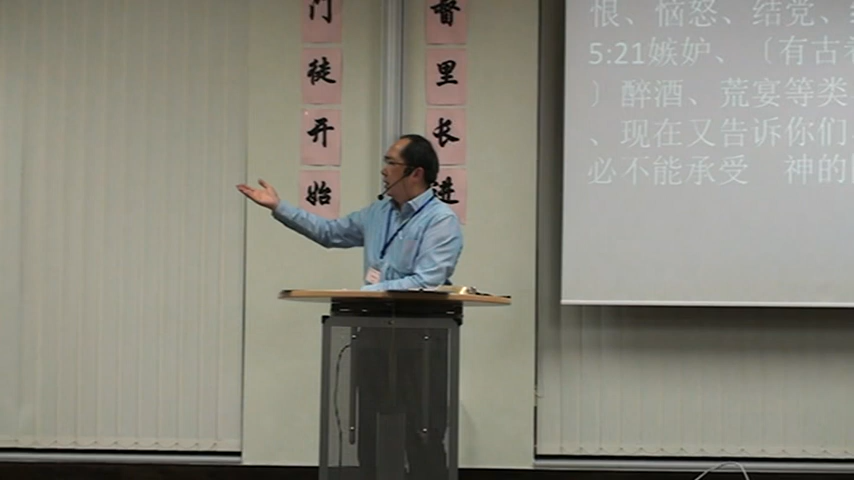 门徒开始
督里长进
恨、恼怒、结党、
5:21嫉妒、〔有古
〕醉酒、荒宴等类
、现在又告诉你们
必不能承受 神的